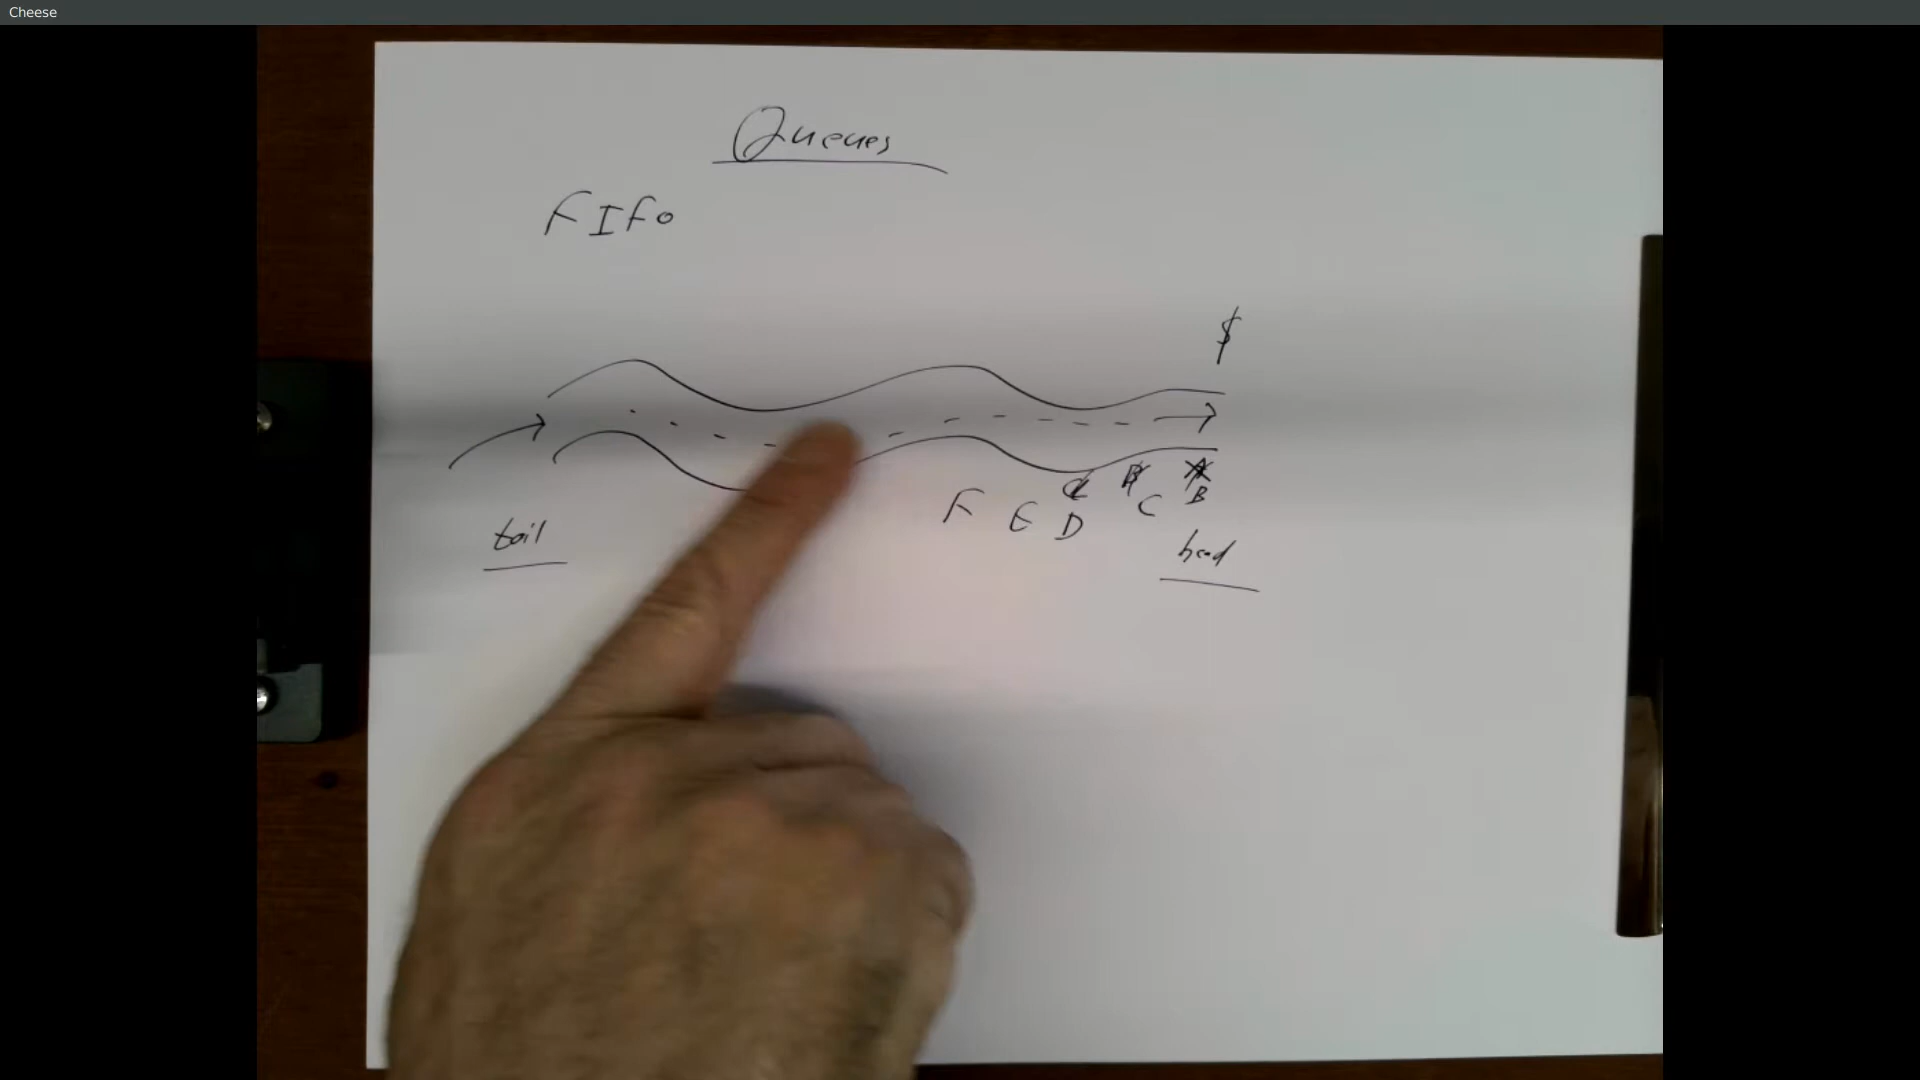 Cheese
Queues
FIFO
$
C B A
F E D C B
tail
head